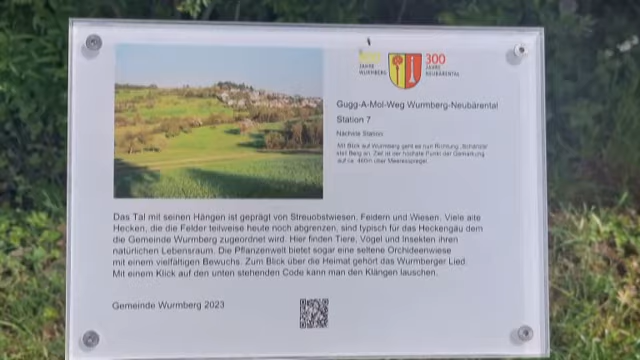 JAHRE
WURMBERG
300
JAHRE
NEUBÄRENTAL
Gugg-A-Mol-Weg Wurmberg-Neubärental
Station 7
Nächste Station
Mit Blick auf Wurmberg geht es nun Richtung
steil Berg an. Ziel ist der höchste Punkt der Gemarkung
auf ca. 460m über Meeresspiegel.
Das Tal mit seinen Hängen ist geprägt von Streuobstwiesen, Feldern und Wiesen. Viele alte
Hecken, die die Felder teilweise heute noch abgrenzen, sind typisch für das Heckengäu dem
die Gemeinde Wurmberg zugeordnet wird. Hier finden Tiere, Vögel und Insekten ihren
natürlichen Lebensraum. Die Pflanzenwelt bietet sogar eine seltene Orchideenwiese
mit einem vielfältigen Bewuchs. Zum Blick über die Heimat gehört das Wurmberger Lied.
Mit einem Klick auf den unten stehenden Code kann man den Klängen lauschen.
Gemeinde Wurmberg 2023